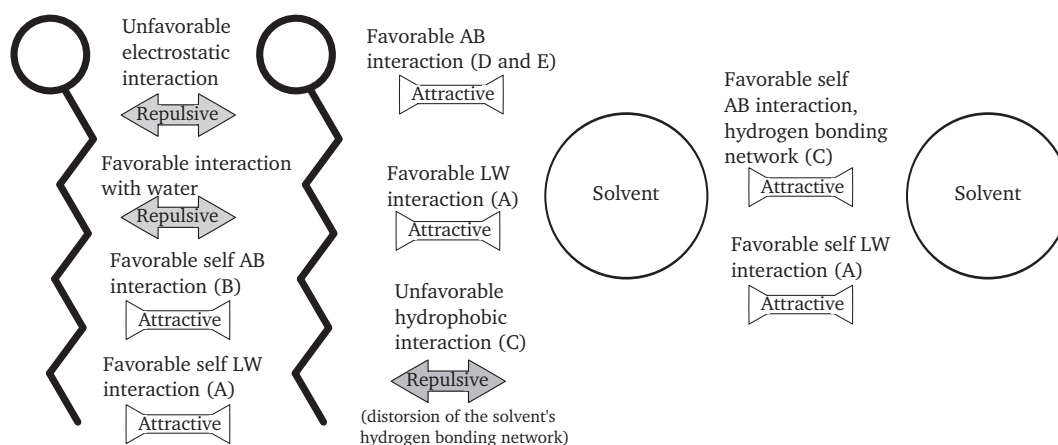 Unfavorable
electrostatic
interaction
Repulsive
Favorable interaction
with water
Repulsive
Favorable self AB
interaction (B)
Attractive
Favorable self LW
interaction (A)
Attractive
Favorable AB
interaction (D and E)
Attractive
Favorable LW
interaction (A)
Attractive
Unfavorable
hydrophobic
interaction (C)
Repulsive
(distorsion of the solvent's
hydrogen bonding network)
Solvent
Favorable self
AB interaction,
hydrogen bonding
network (C)
Attractive
Favorable self LW
interaction (A)
Attractive
Solvent